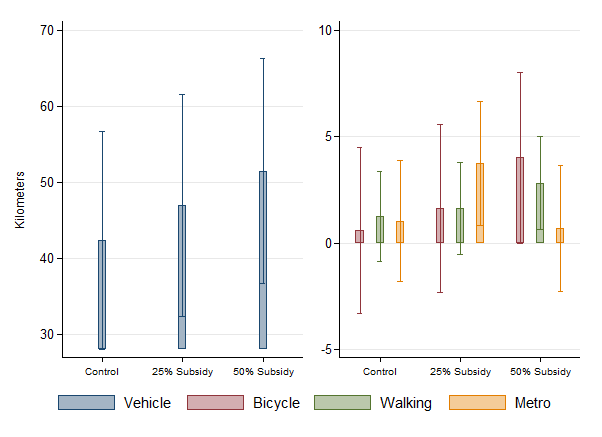 70
60
50
40
30
Kilometers
Control
25% Subsidy
50% Subsidy
10
5
0
-5
Control
25% Subsidy
50% Subsidy
Vehicle
Bicycle
Walking
Metro